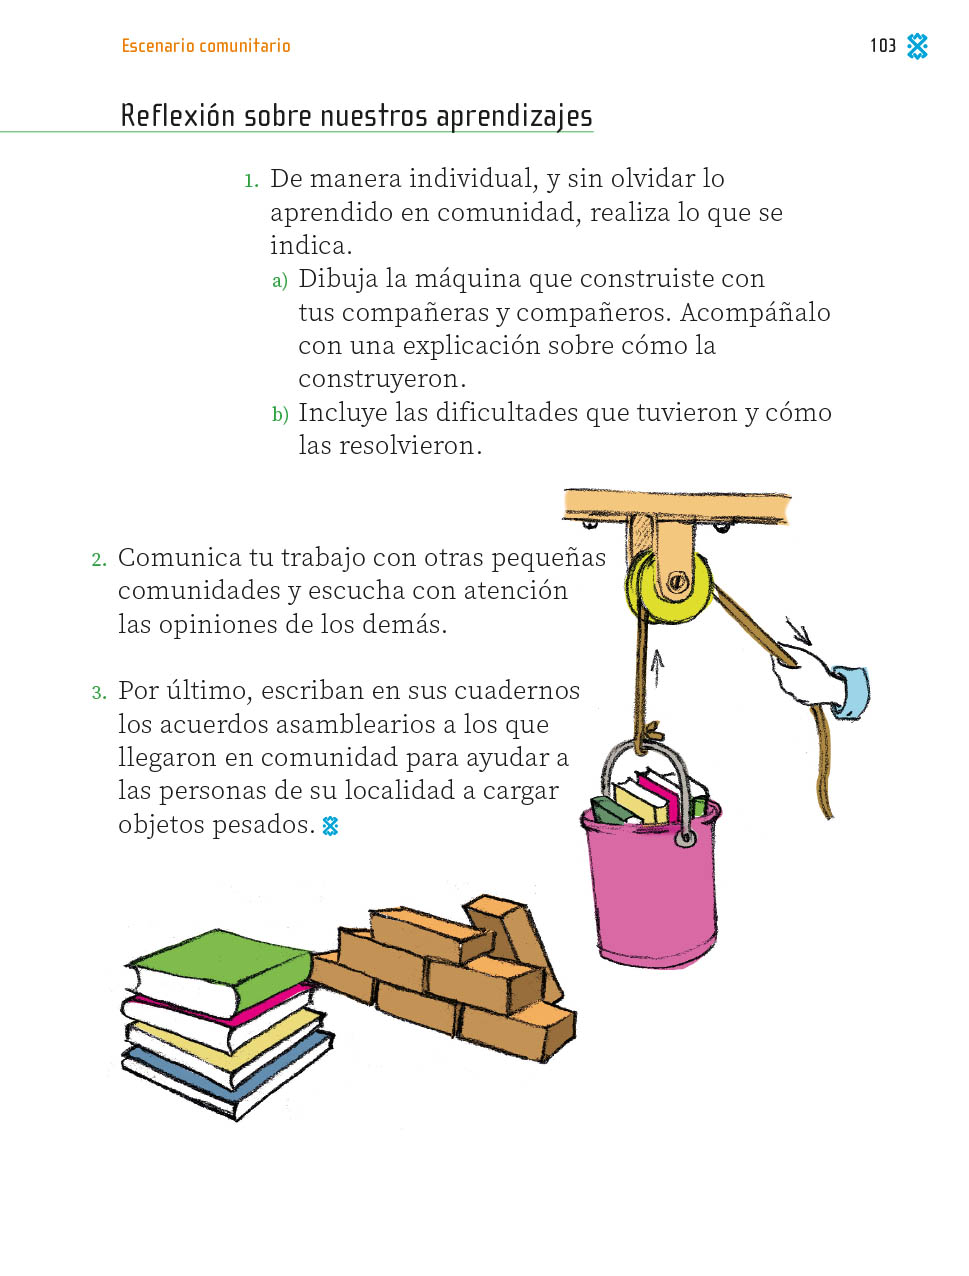 Escenario comunitario
103
Reflexión sobre nuestros aprendizajes
1. De manera individual, y sin olvidar lo
aprendido en comunidad, realiza lo que se
indica.
a) Dibuja la máquina que construiste con
tus compañeras y compañeros. Acompáñalo
con una explicación sobre cómo la
construyeron.
b) Incluye las dificultades que tuvieron y cómo
las resolvieron.
2. Comunica tu trabajo con otras pequeñas
comunidades y escucha con atención
las opiniones de los demás.
3. Por último, escriban en sus cuadernos
los acuerdos asamblearios a los que
llegaron en comunidad para ayudar a
las personas de su localidad a cargar
objetos pesados.